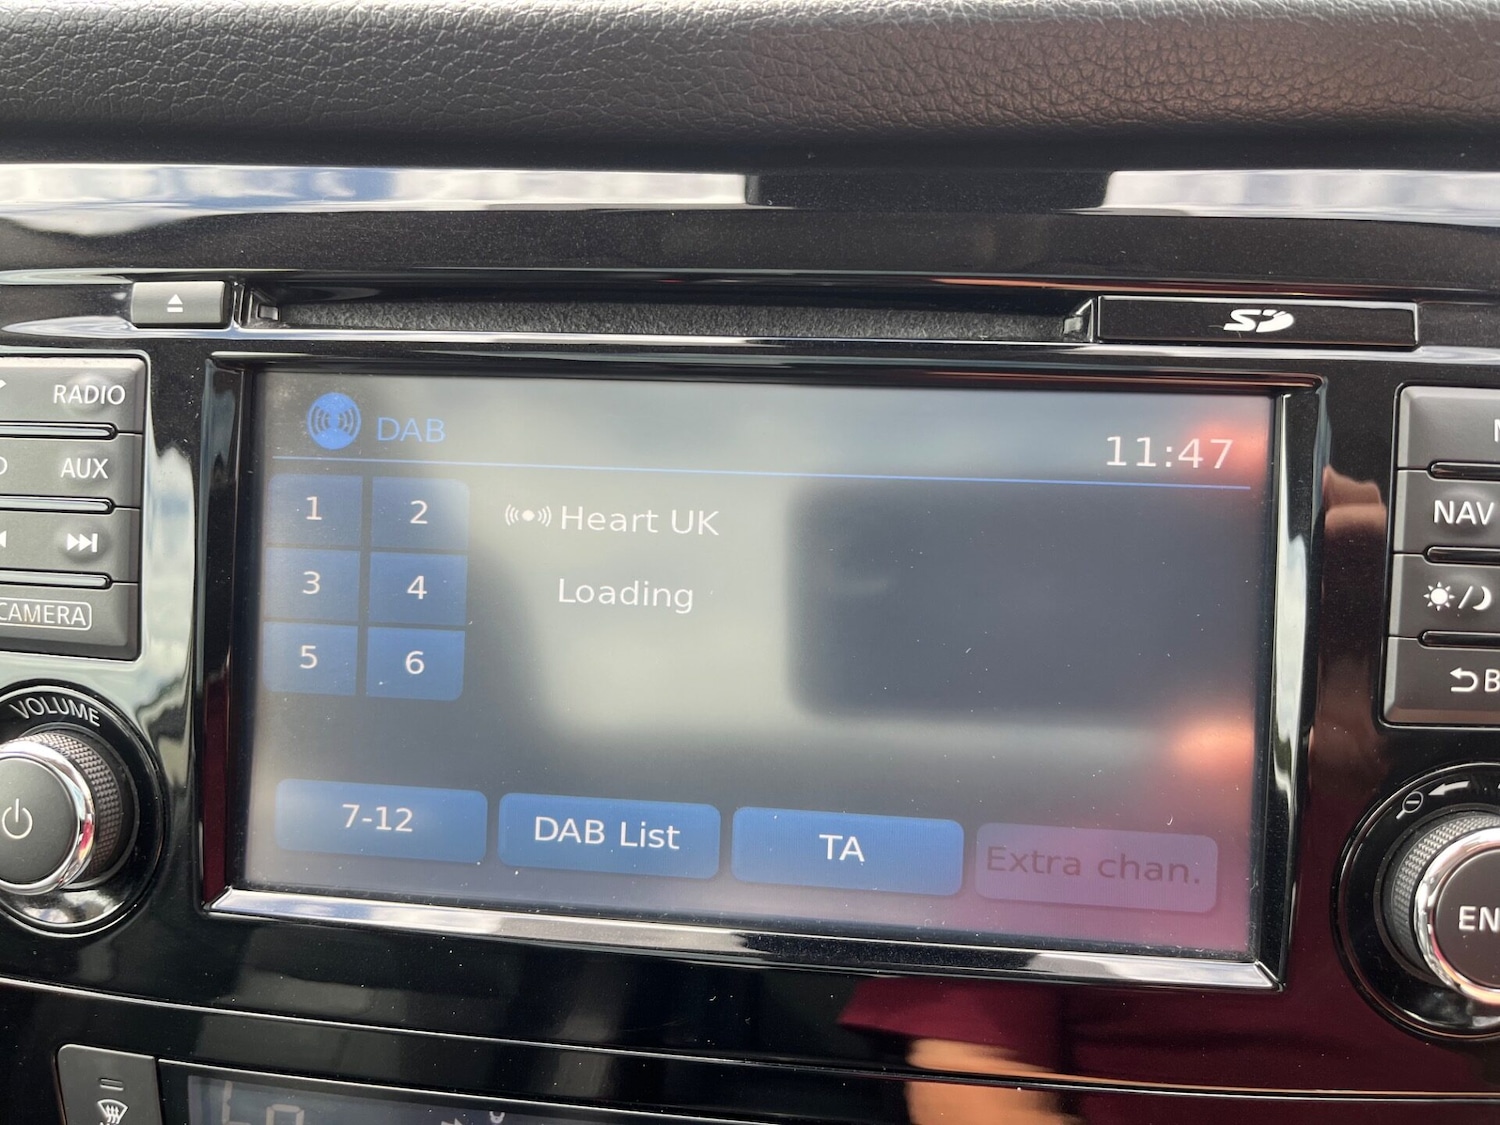 SD
RADIO
AUX
CAMERA
VOLUME
DAB
11:47
1
2
3
4
5
6
Heart UK
Loading
7-12
DAB List
TA
Extra chan.
NAV
B
EN